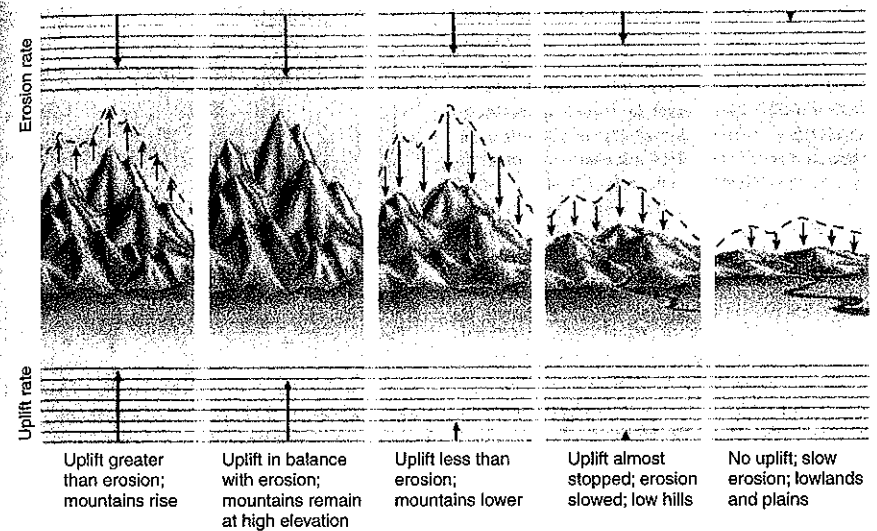 Erosion rate
Uplift rate
Uplift greater
than erosion;
mountains rise
Uplift in balance
with erosion;
mountains remain
at high elevation
Uplift less than
erosion;
mountains lower
Uplift almost
stopped; erosion
slowed; low hills
No uplift; slow
erosion; lowlands
and plains